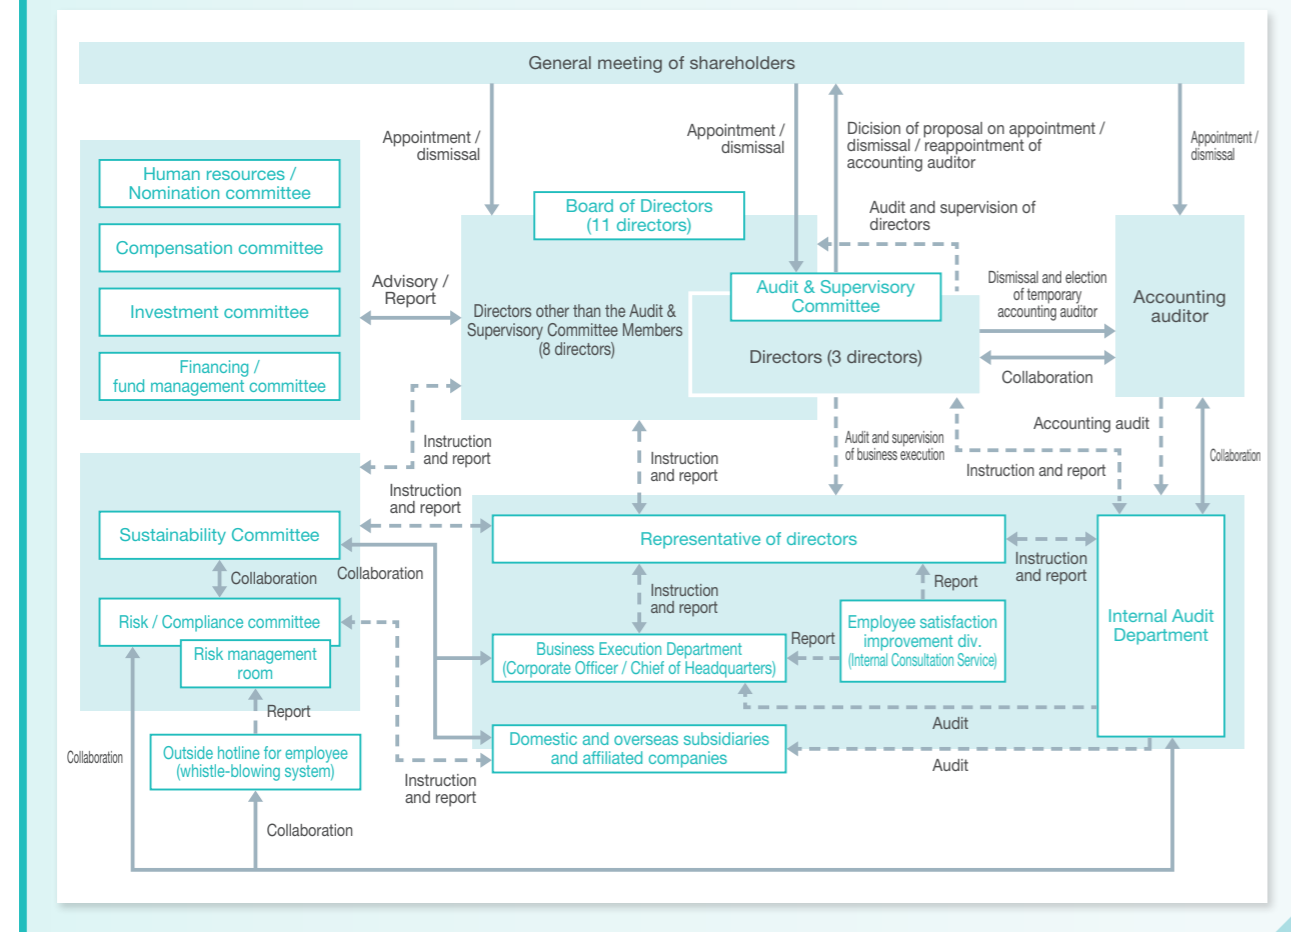 General meeting of shareholders
Appointment /
dismissal
Appointment /
dismissal
Dicision of proposal on appointment /
dismissal / reappointment of
accounting auditor
Appointment /
dismissal
Human resources /
Nomination committee
Compensation committee
Investment committee
Financing /
fund management committee
Advisory /
Report
Board of Directors
(11 directors)
Directors other than the Audit &
Supervisory Committee Members
(8 directors)
Audit and supervision of
directors
Audit & Supervisory
Committee
Directors (3 directors)
Dismissal and election
of temporary
accounting auditor
Collaboration
Accounting
auditor
Instruction
and report
Instruction
and report
Audit and supervision
of business execution
Accounting audit
Instruction and report
Collaboration
Instruction
and report
Sustainability Committee
Collaboration
Collaboration
Risk / Compliance committee
Risk management
room
Report
Outside hotline for employee
(whistle-blowing system)
Collaboration
Collaboration
Representative of directors
Instruction
and report
Instruction
and report
Report
Employee satisfaction
improvement div.
(Internal Consultation Service)
Report
Business Execution Department
(Corporate Officer / Chief of Headquarters)
Internal Audit
Department
Audit
Domestic and overseas subsidiaries
and affiliated companies
Audit
Instruction
and report